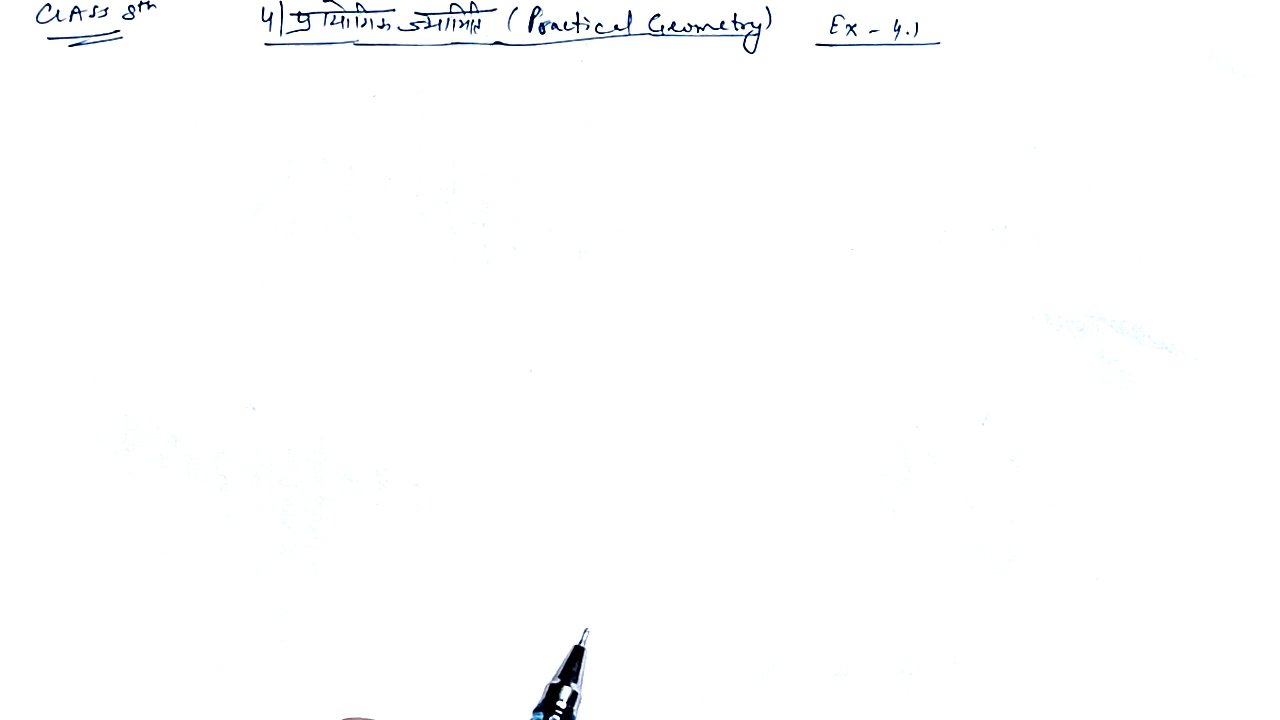 CLASS 8th 4) प्रायोगिक ज्यामिति (Practical Geometry) Ex - 4.1